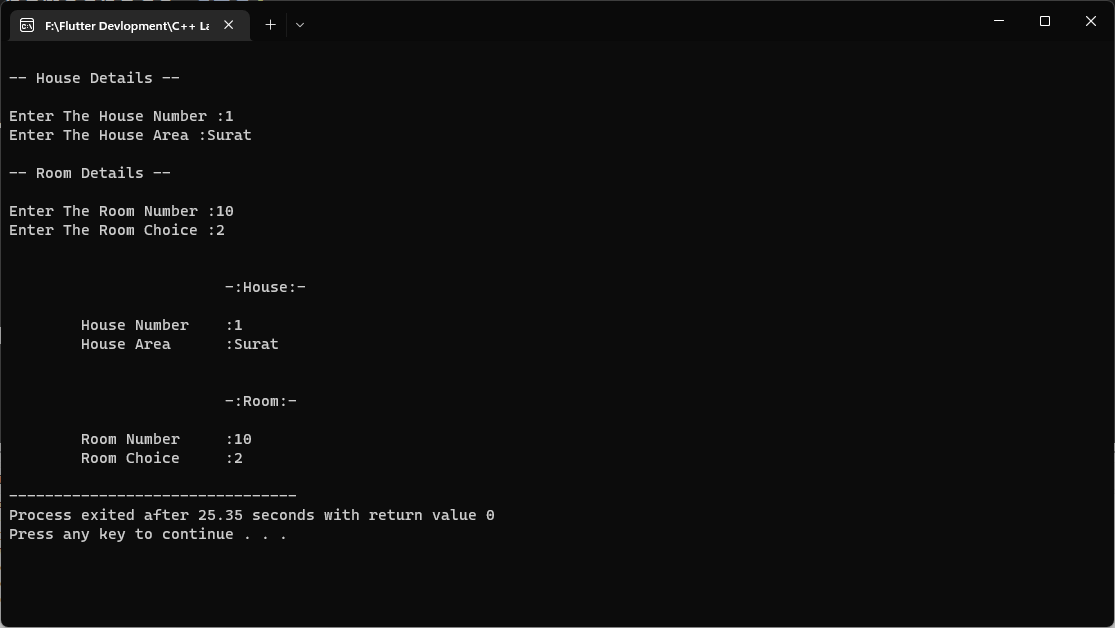 F:\Flutter Devlopment\C++ La
-- House Details --
Enter The House Number :1
Enter The House Area :Surat
-- Room Details --
Enter The Room Number :10
Enter The Room Choice :2
-:House:-
House Number    :1
House Area      :Surat
-:Room:-
Room Number     :10
Room Choice     :2
--------------------------------
Process exited after 25.35 seconds with return value 0
Press any key to continue . . .